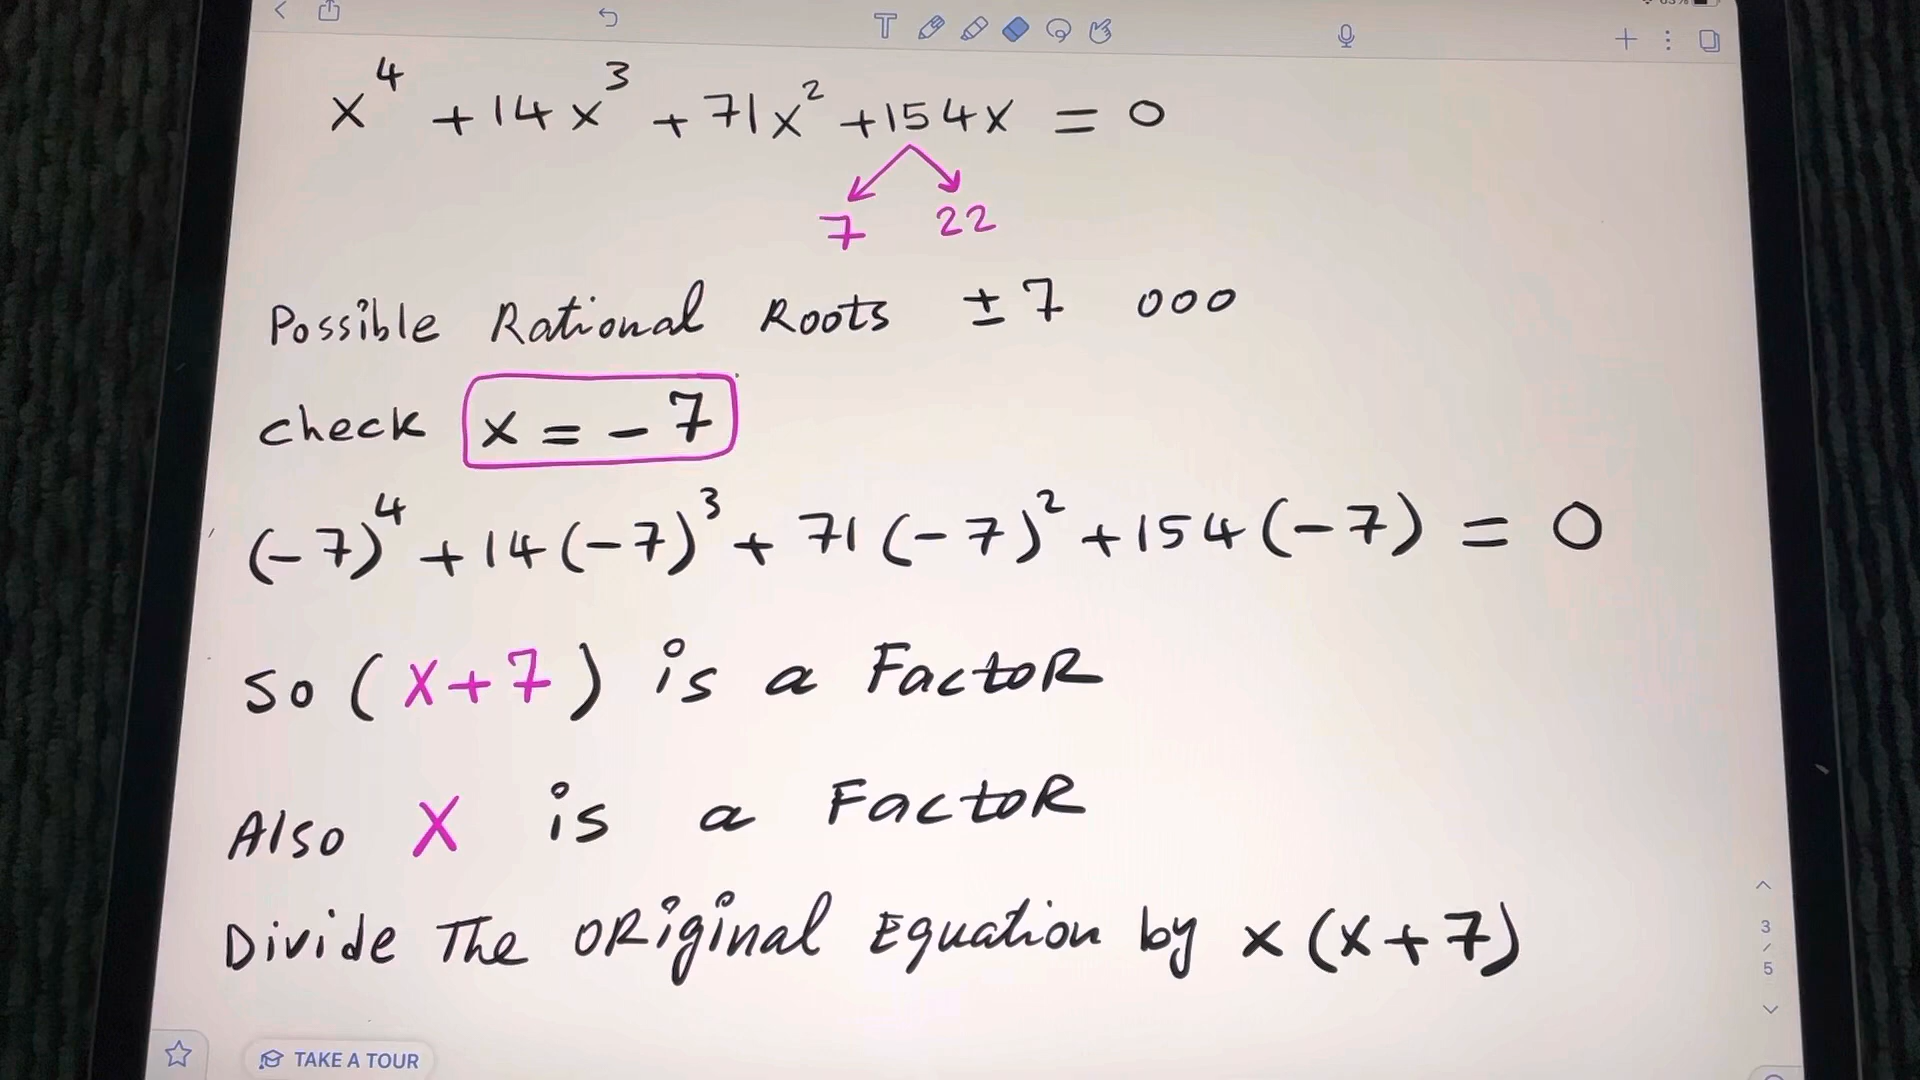 63%
x⁴ + 14x³ + 71x² + 154x = 0
7 22
Possible Rational Roots ± 7 ooo
check x = - 7
(-7)⁴ + 14(-7)³ + 71(-7)² + 154(-7) = 0
So (x+7) is a Factor
Also x is a Factor
Divide The original Equation by x(x+7)
3
/
5
TAKE A TOUR